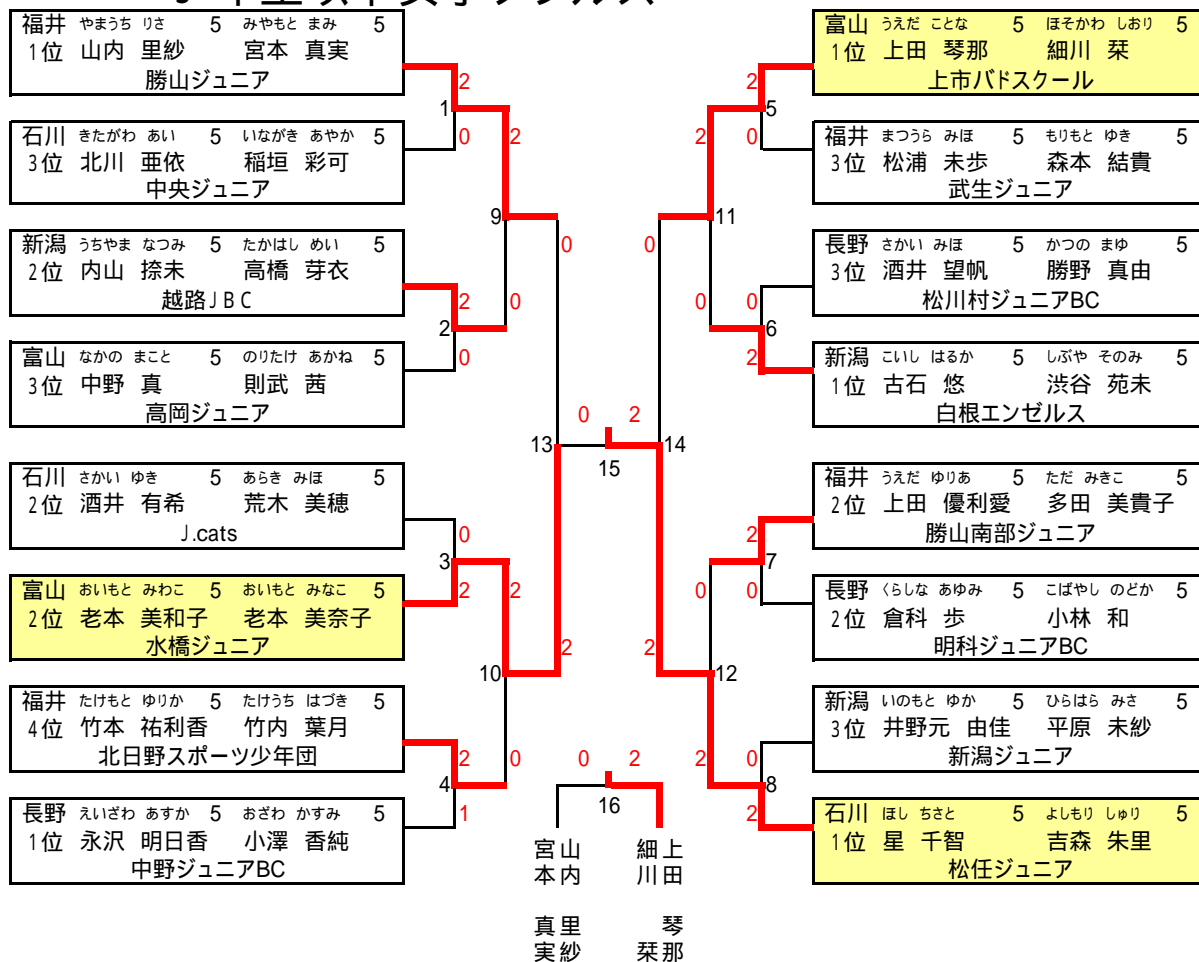 福井 やまうち りさ 5 みやもと まみ 5
1位 山内 里紗 宮本 真実
勝山ジュニア
石川 きたがわ あい 5 いながき あやか 5
3位 北川 亜依 稲垣 彩可
中央ジュニア
新潟 うちやま なつみ 5 たかはし めい 5
2位 内山 捺未 高橋 芽衣
越路JBC
富山 なかの まこと 5 のりたけ あかね 5
3位 中野 真 則武 茜
高岡ジュニア
石川 さかい ゆき 5 あらき みほ 5
2位 酒井 有希 荒木 美穂
J.cats
富山 おいもと みわこ 5 おいもと みなこ 5
2位 老本 美和子 老本 美奈子
水橋ジュニア
福井 たけもと ゆりか 5 たけうち はづき 5
4位 竹本 祐利香 竹内 葉月
北日野スポーツ少年団
長野 えいざわ あすか 5 おざわ かすみ 5
1位 永沢 明日香 小澤 香純
中野ジュニアBC
2
1
0
2
9
0
2
2
0
0
0
3
2
2
10
2
2
4
0
1
13
0 2
15
14
0 2
16
宮本 真実
山内 里紗
細川 栞
上田 琴那
2
5
0
0
11
0
0
0
6
2
2
7
0
0
2
12
2
0
8
2
富山 うえだ ことな 5 ほそかわ しおり 5
1位 上田 琴那 細川 栞
上市バドスクール
福井 まつうら みほ 5 もりもと ゆき 5
3位 松浦 未歩 森本 結貴
武生ジュニア
長野 さかい みほ 5 かつの まゆ 5
3位 酒井 望帆 勝野 真由
松川村ジュニアBC
新潟 こいし はるか 5 しぶや そのみ 5
1位 古石 悠 渋谷 苑未
白根エンゼルス
福井 うえだ ゆりあ 5 ただ みきこ 5
2位 上田 優利愛 多田 美貴子
勝山南部ジュニア
長野 くらしな あゆみ 5 こばやし のどか 5
2位 倉科 歩 小林 和
明科ジュニアBC
新潟 いのもと ゆか 5 ひらはら みさ 5
3位 井野元 由佳 平原 未紗
新潟ジュニア
石川 ほし ちさと 5 よしもり しゅり 5
1位 星 千智 吉森 朱里
松任ジュニア